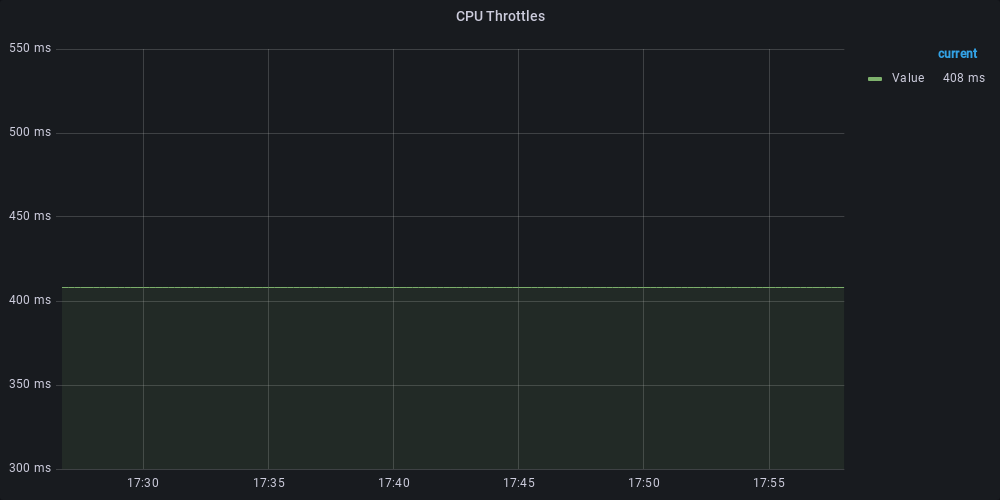 CPU Throttles
550 ms
500 ms
450 ms
400 ms
350 ms
300 ms
17:30 17:35 17:40 17:45 17:50 17:55
current
Value 408 ms